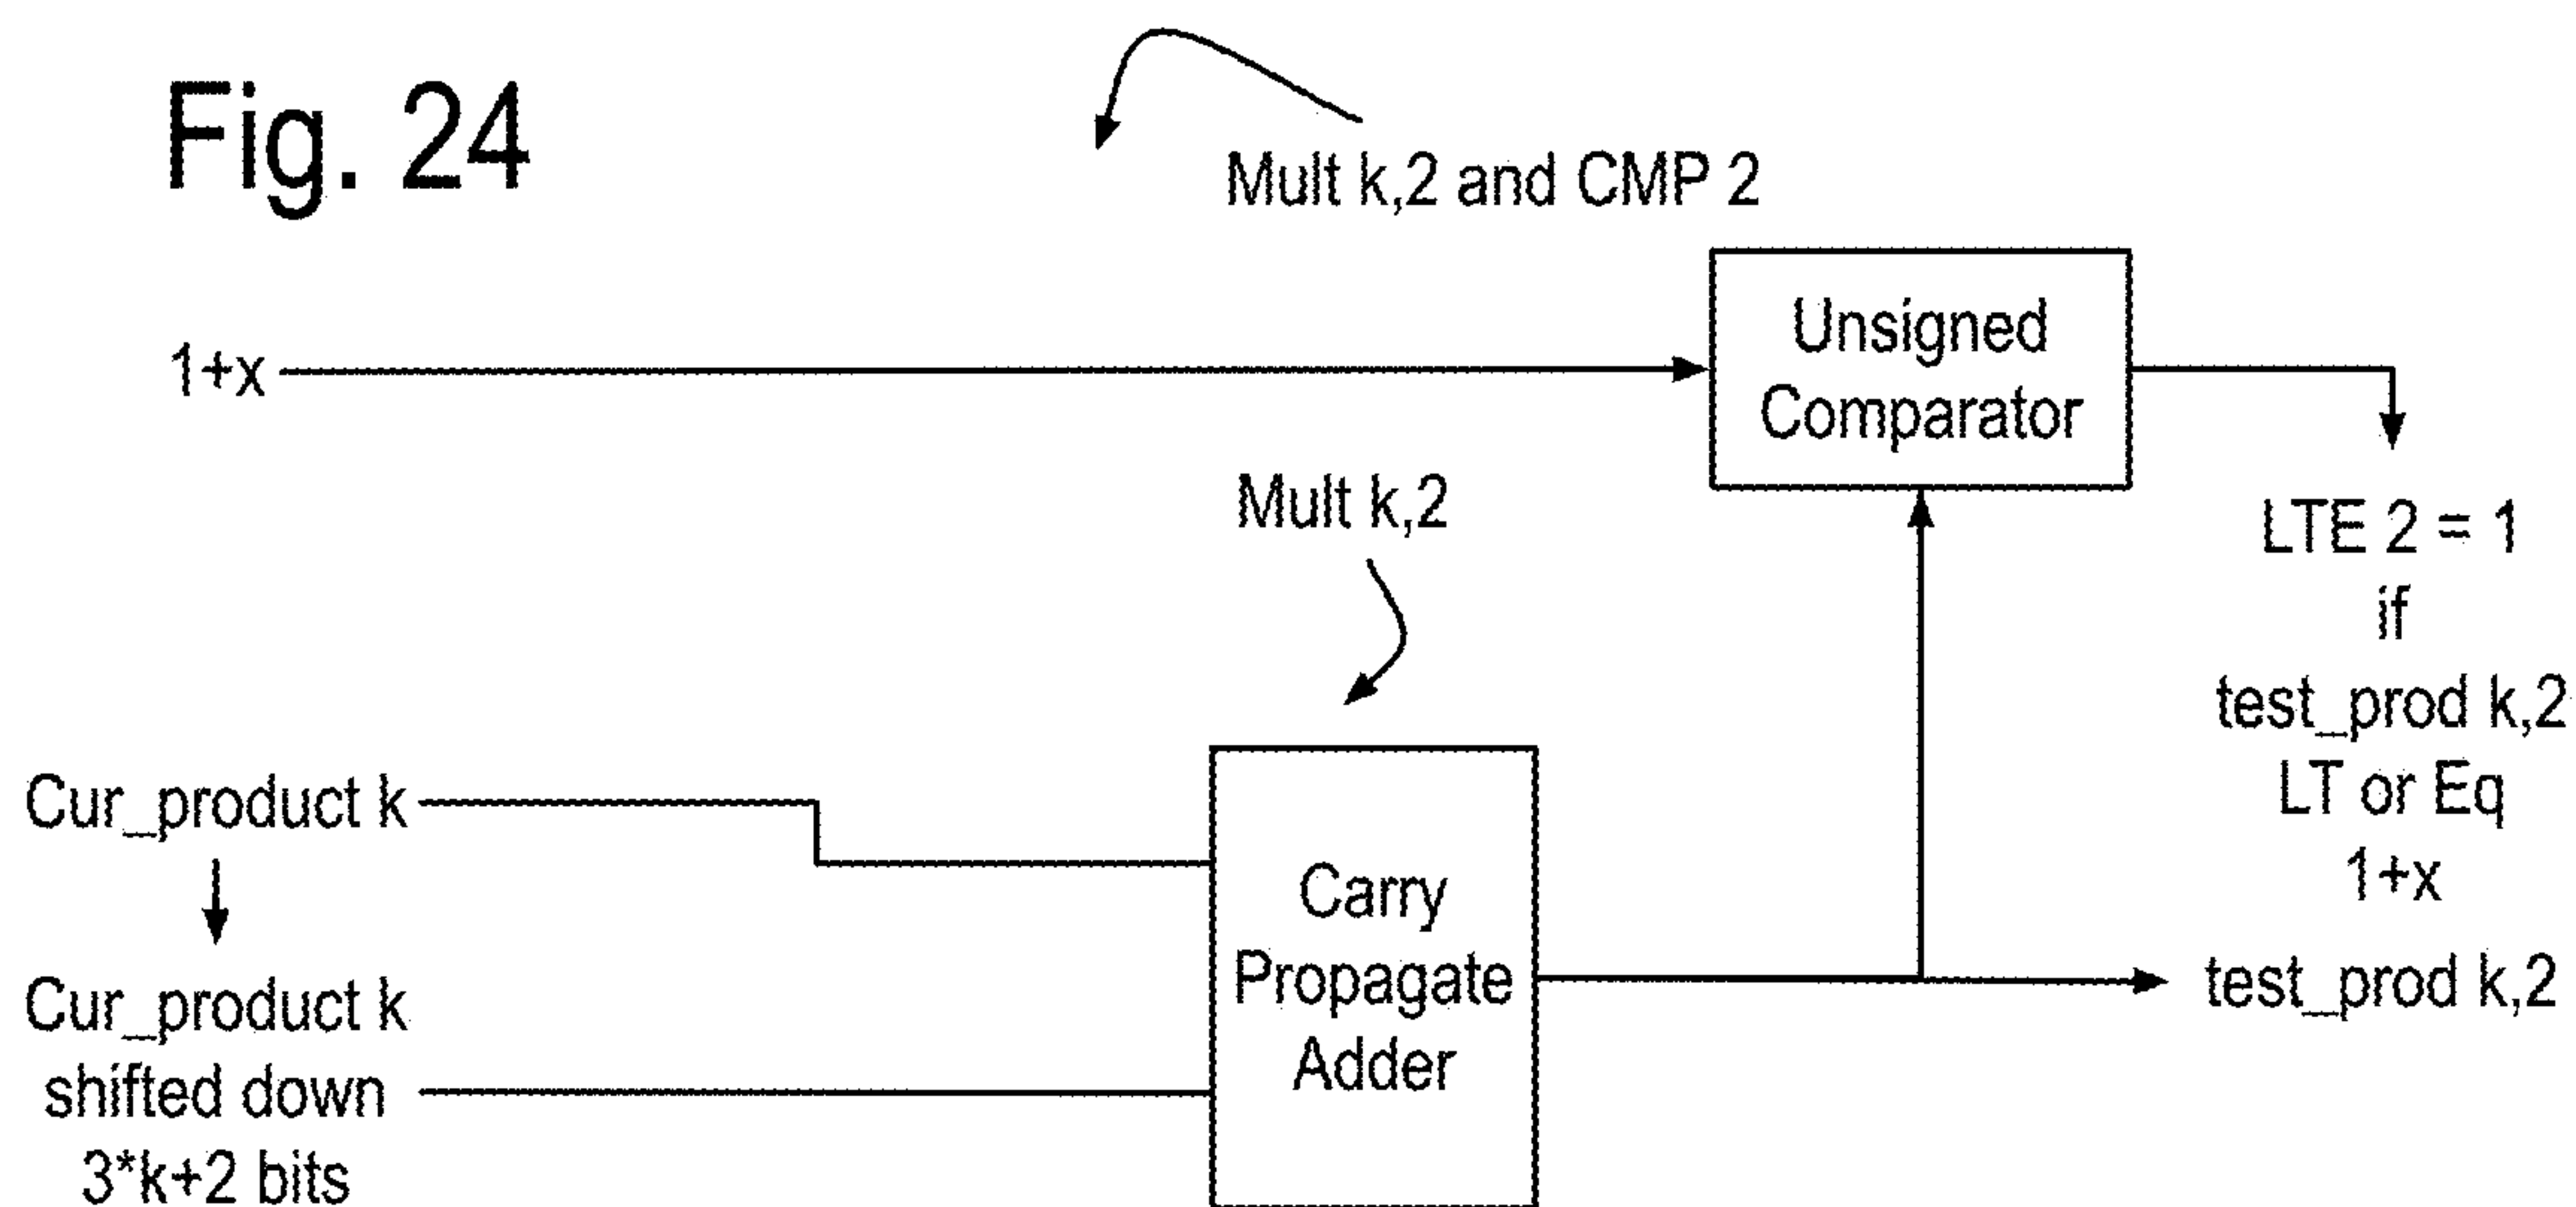 Fig. 24
Mult k,2 and CMP 2
1+x
Unsigned
Comparator
Mult k,2
LTE 2 = 1
if
test_prod k,2
LT or Eq
1+x
Cur_product k
Cur_product k
shifted down
3*k+2 bits
Carry
Propagate
Adder
test_prod k,2